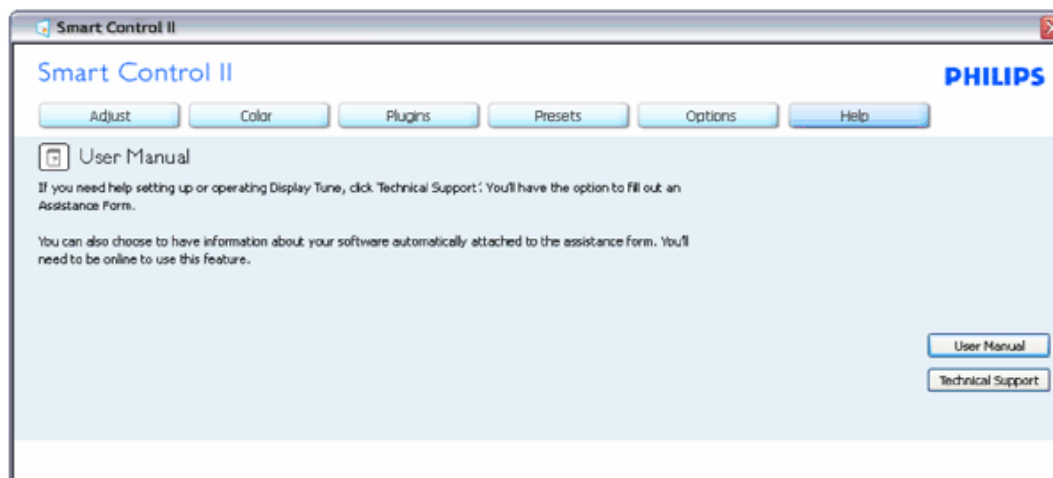 Smart Control II
Smart Control II
PHILIPS
Adjust
Color
Plugins
Presets
Options
Help
User Manual
If you need help setting up or operating Display Tune, click 'Technical Support'. You'll have the option to fill out an
Assistance Form.
You can also choose to have information about your software automatically attached to the assistance form. You'll
need to be online to use this feature.
User Manual
Technical Support